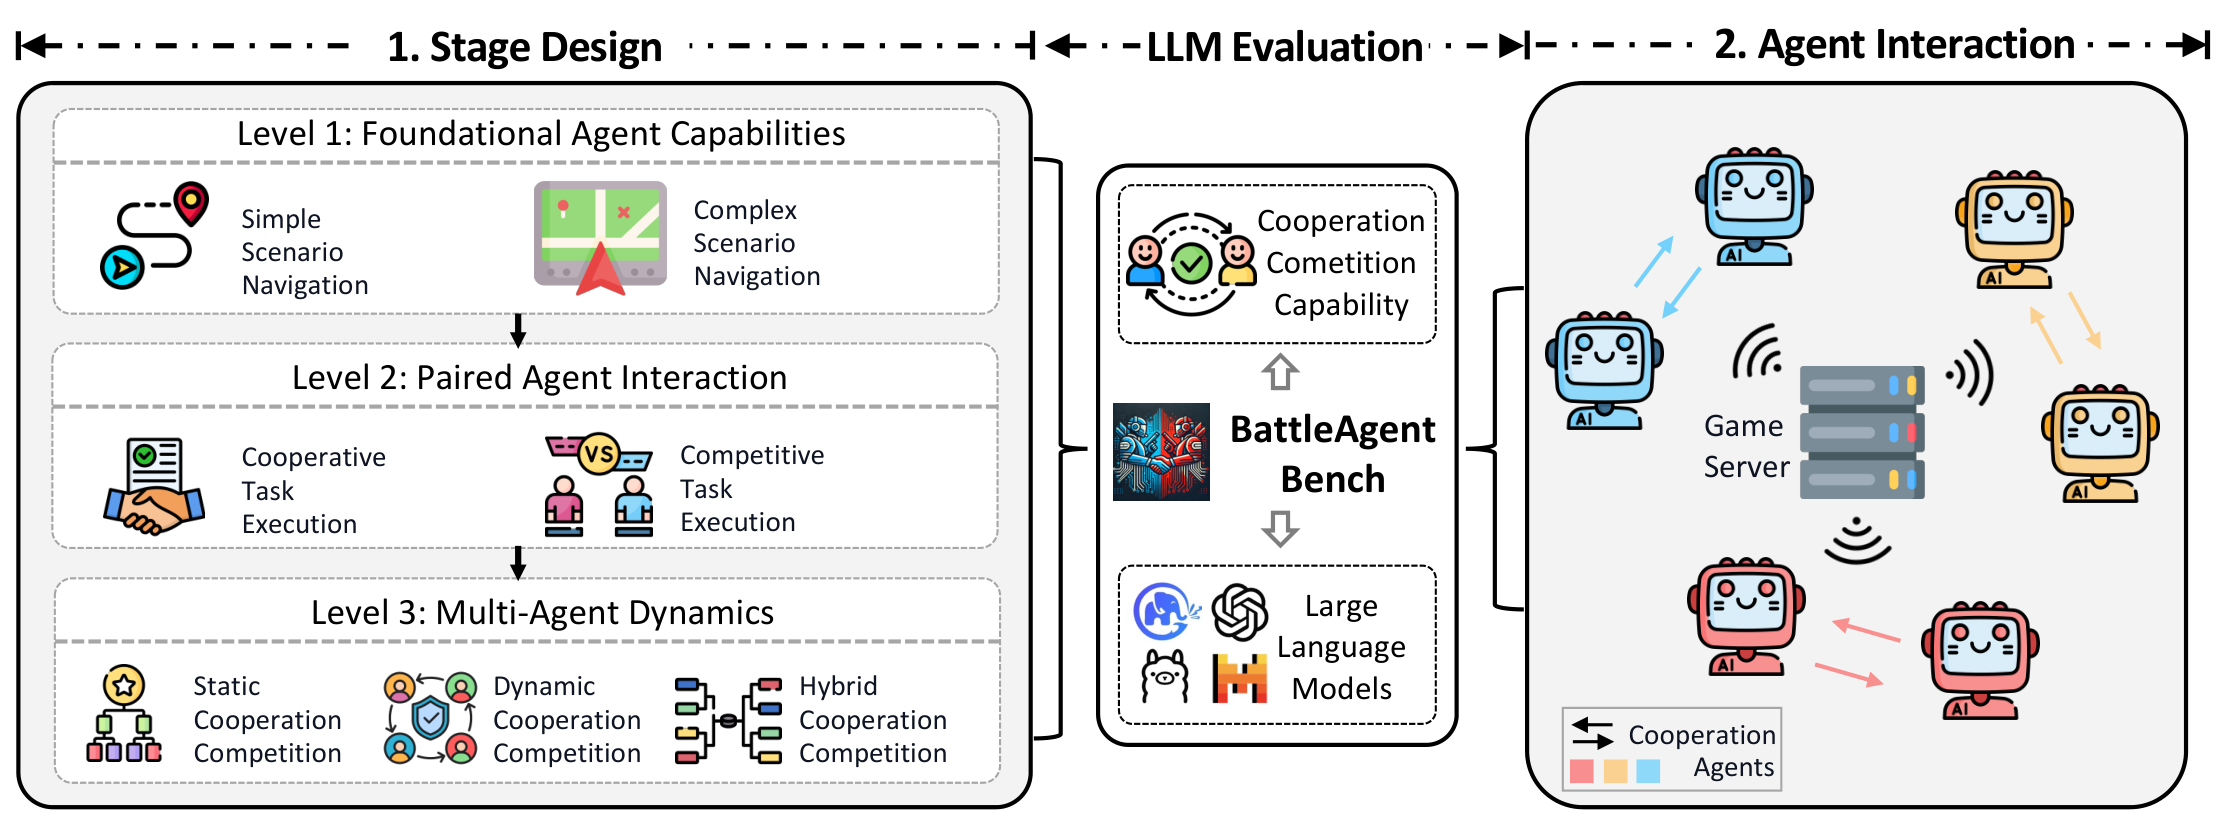 1. Stage Design
LLM Evaluation
2. Agent Interaction
Level 1: Foundational Agent Capabilities
Simple
Scenario
Navigation
Complex
Scenario
Navigation
Level 2: Paired Agent Interaction
Cooperative
Task
Execution
VS
Competitive
Task
Execution
Level 3: Multi-Agent Dynamics
Static
Cooperation
Competition
Dynamic
Cooperation
Competition
Hybrid
Cooperation
Competition
Cooperation
Cometition
Capability
BattleAgent
Bench
Large
Language
Models
AI
AI
AI
AI
Game
Server
AI
AI
Cooperation
Agents